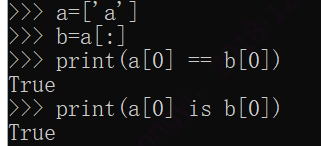 >>> a=['a']
>>> b=a[:]
>>> print(a[0] == b[0])
True
>>> print(a[0] is b[0])
True